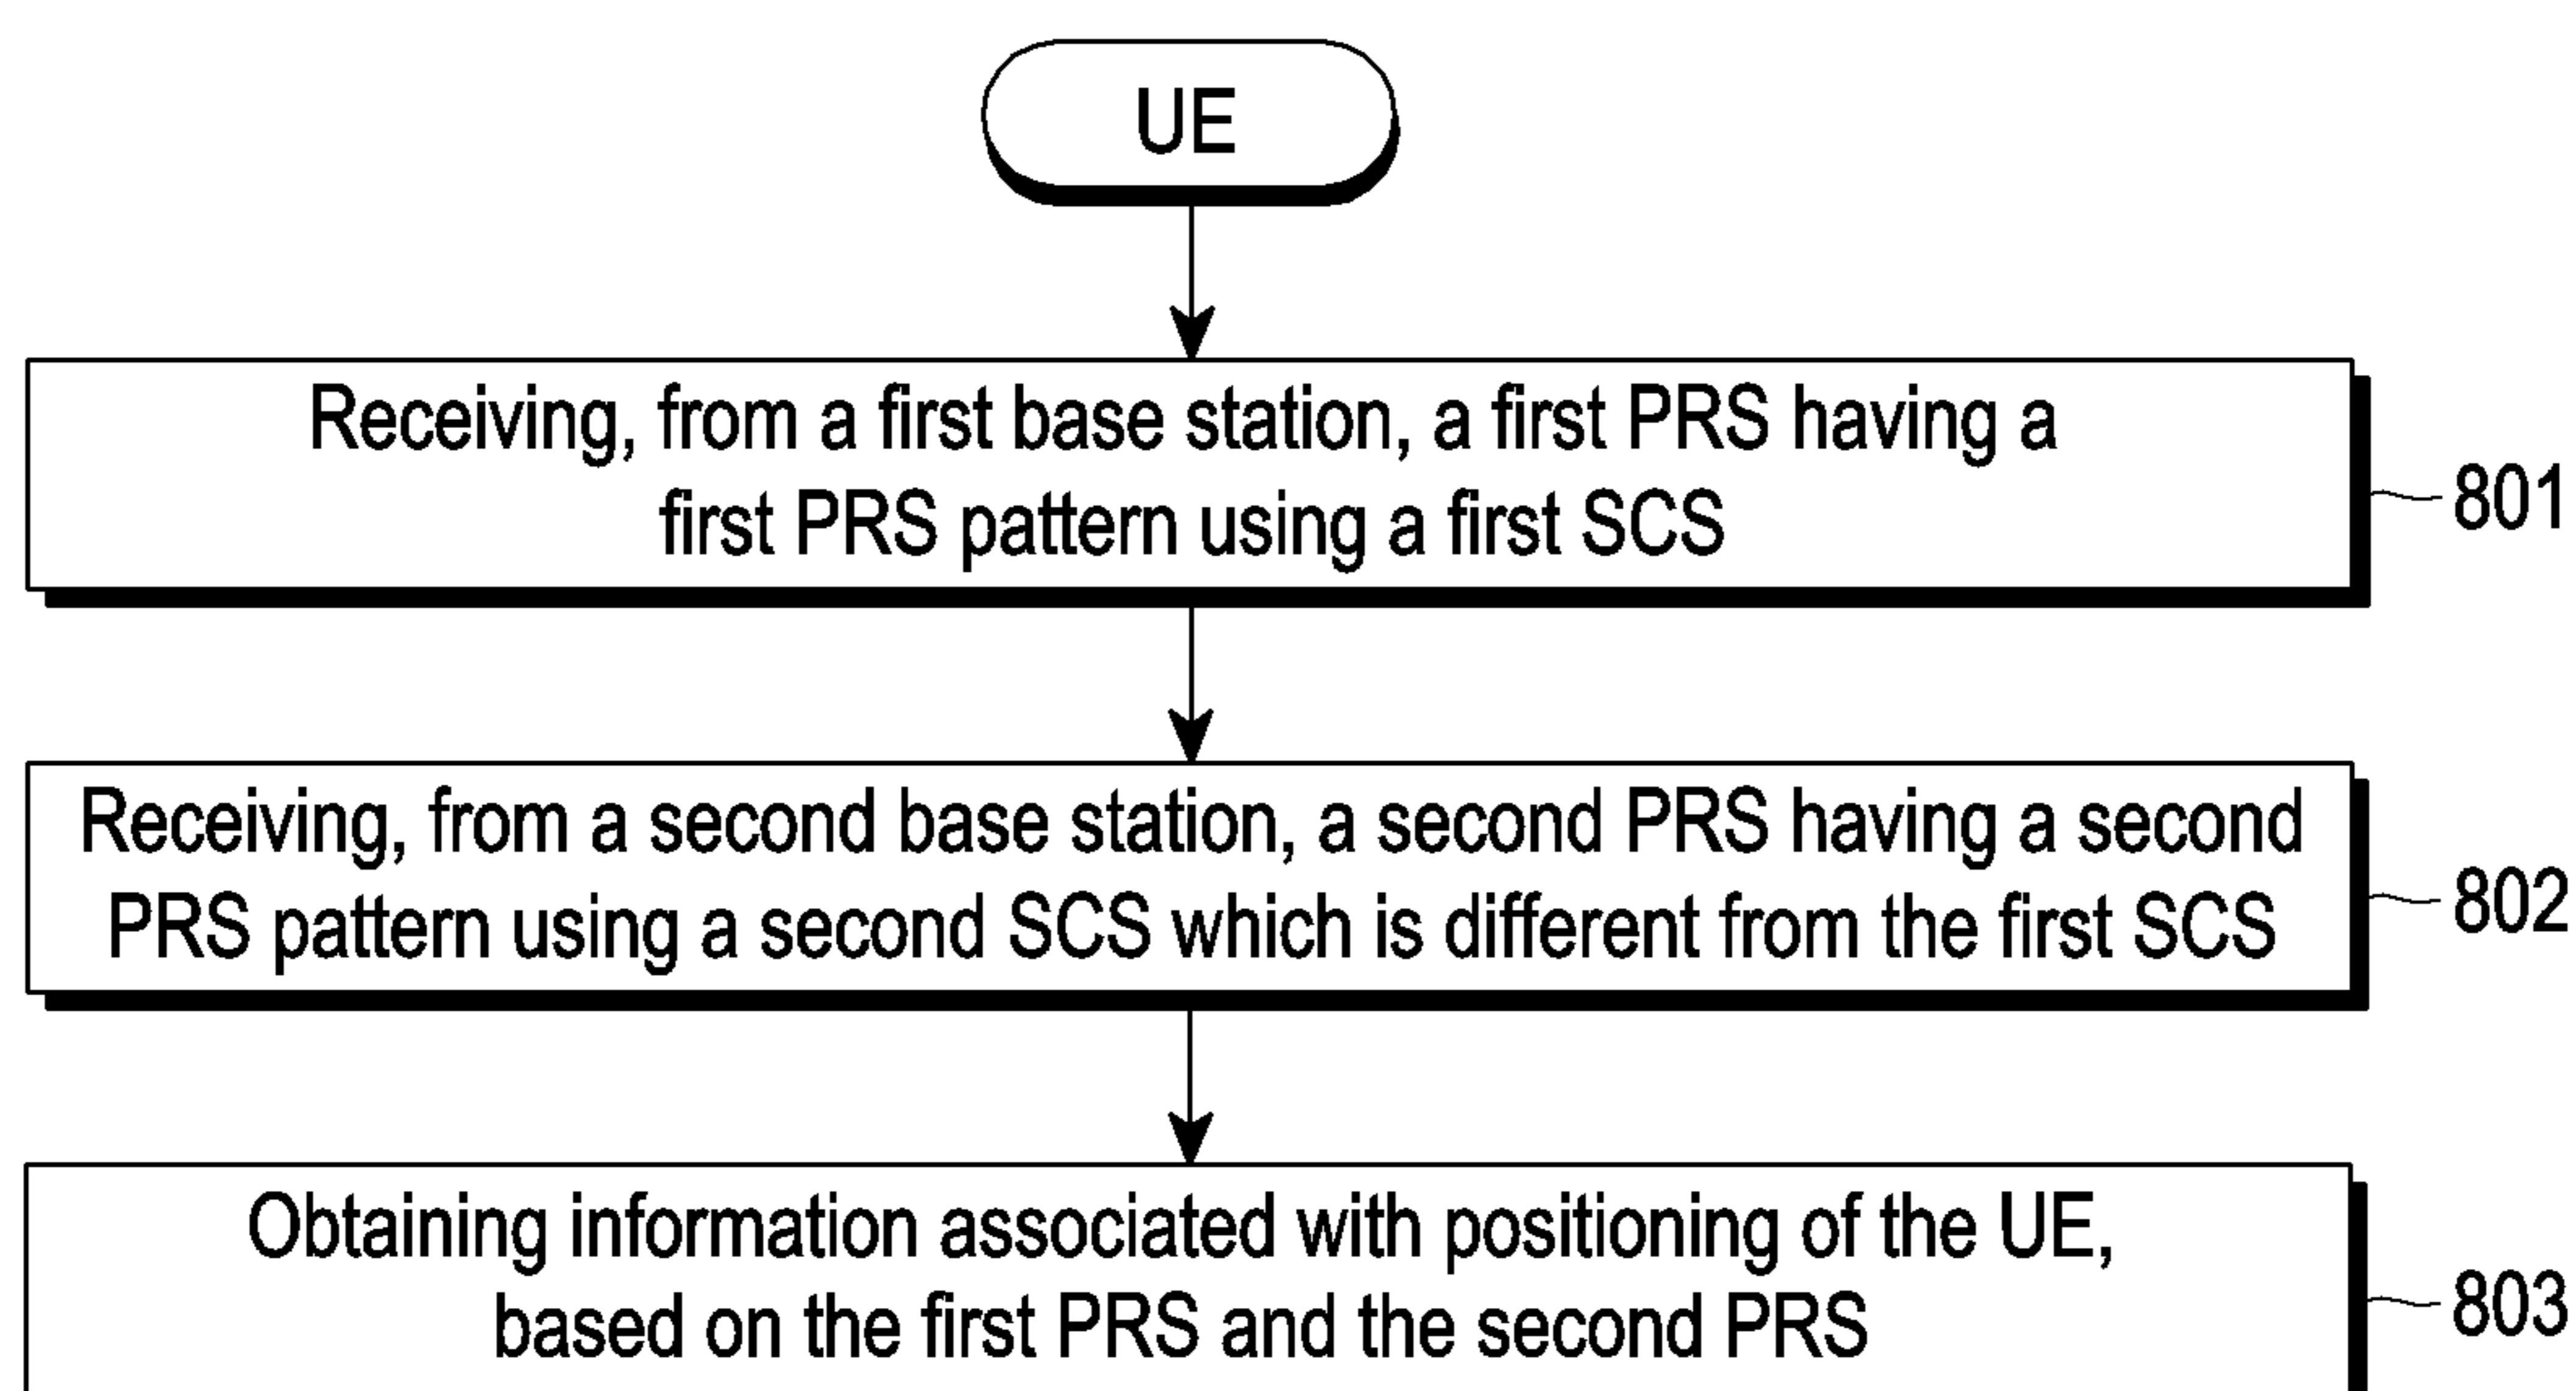 UE
Receiving, from a first base station, a first PRS having a
first PRS pattern using a first SCS
801
Receiving, from a second base station, a second PRS having a second
PRS pattern using a second SCS which is different from the first SCS
802
Obtaining information associated with positioning of the UE,
based on the first PRS and the second PRS
803